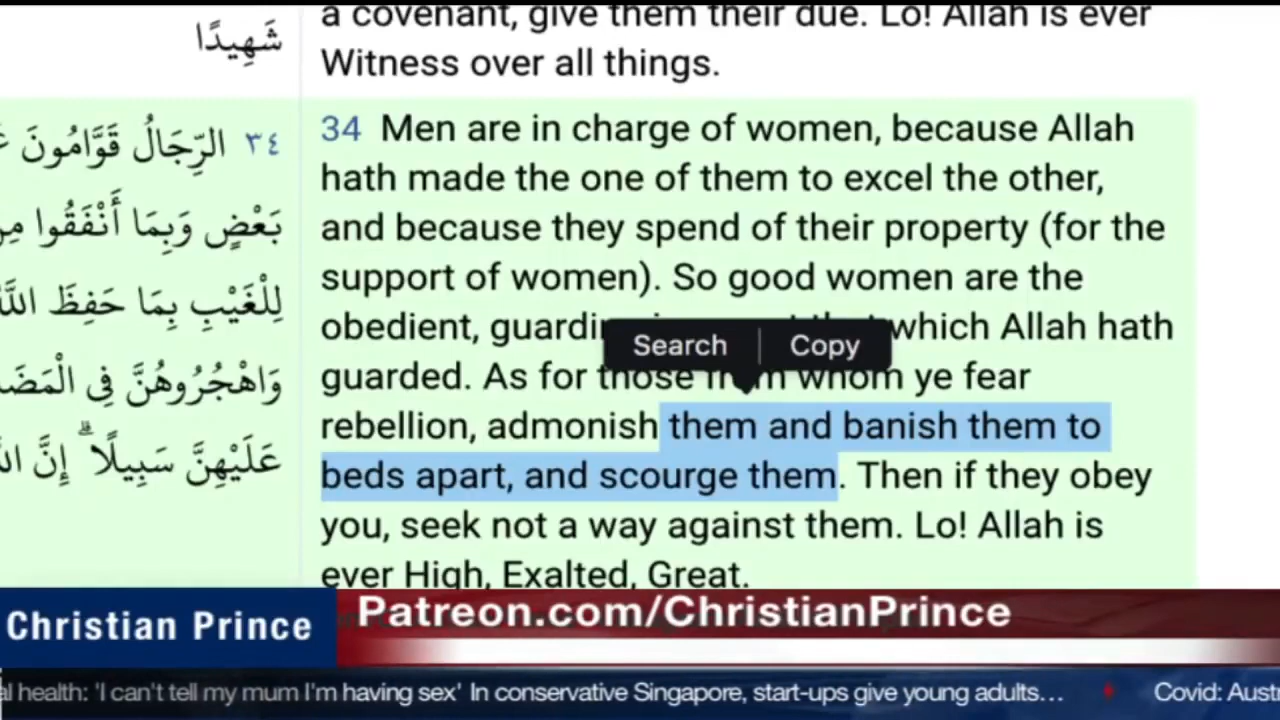 a covenant, give them their due. Lo! Allah is ever
شَهِيدًا
Witness over all things.
٣٤ الرِّجَالُ قَوَّامُونَ
34 Men are in charge of women, because Allah
hath made the one of them to excel the other,
بَعْضٍ وَبِمَا أَنْفَقُوا
and because they spend of their property (for the
support of women). So good women are the
لِلْغَيْبِ بِمَا حَفِظَ
obedient, which Allah hath
Search Copy
وَاهْجُرُوهُنَّ فِي
guarded. As for those from whom ye fear
rebellion, admonish them and banish them to
عَلَيْهِنَّ سَبِيلًا ۗ إِنَّ
beds apart, and scourge them. Then if they obey
you, seek not a way against them. Lo! Allah is
ever High, Exalted, Great.
Christian Prince
Patreon.com/ChristianPrince
health: 'I can't tell my mum I'm having sex' In conservative Singapore, start-ups give young adults… Covid: